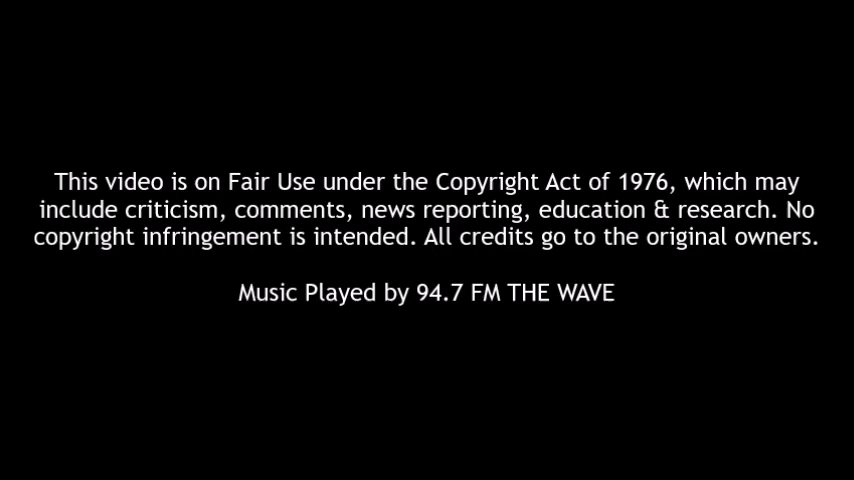 This video is on Fair Use under the Copyright Act of 1976, which may
include criticism, comments, news reporting, education & research. No
copyright infringement is intended. All credits go to the original owners.
Music Played by 94.7 FM THE WAVE